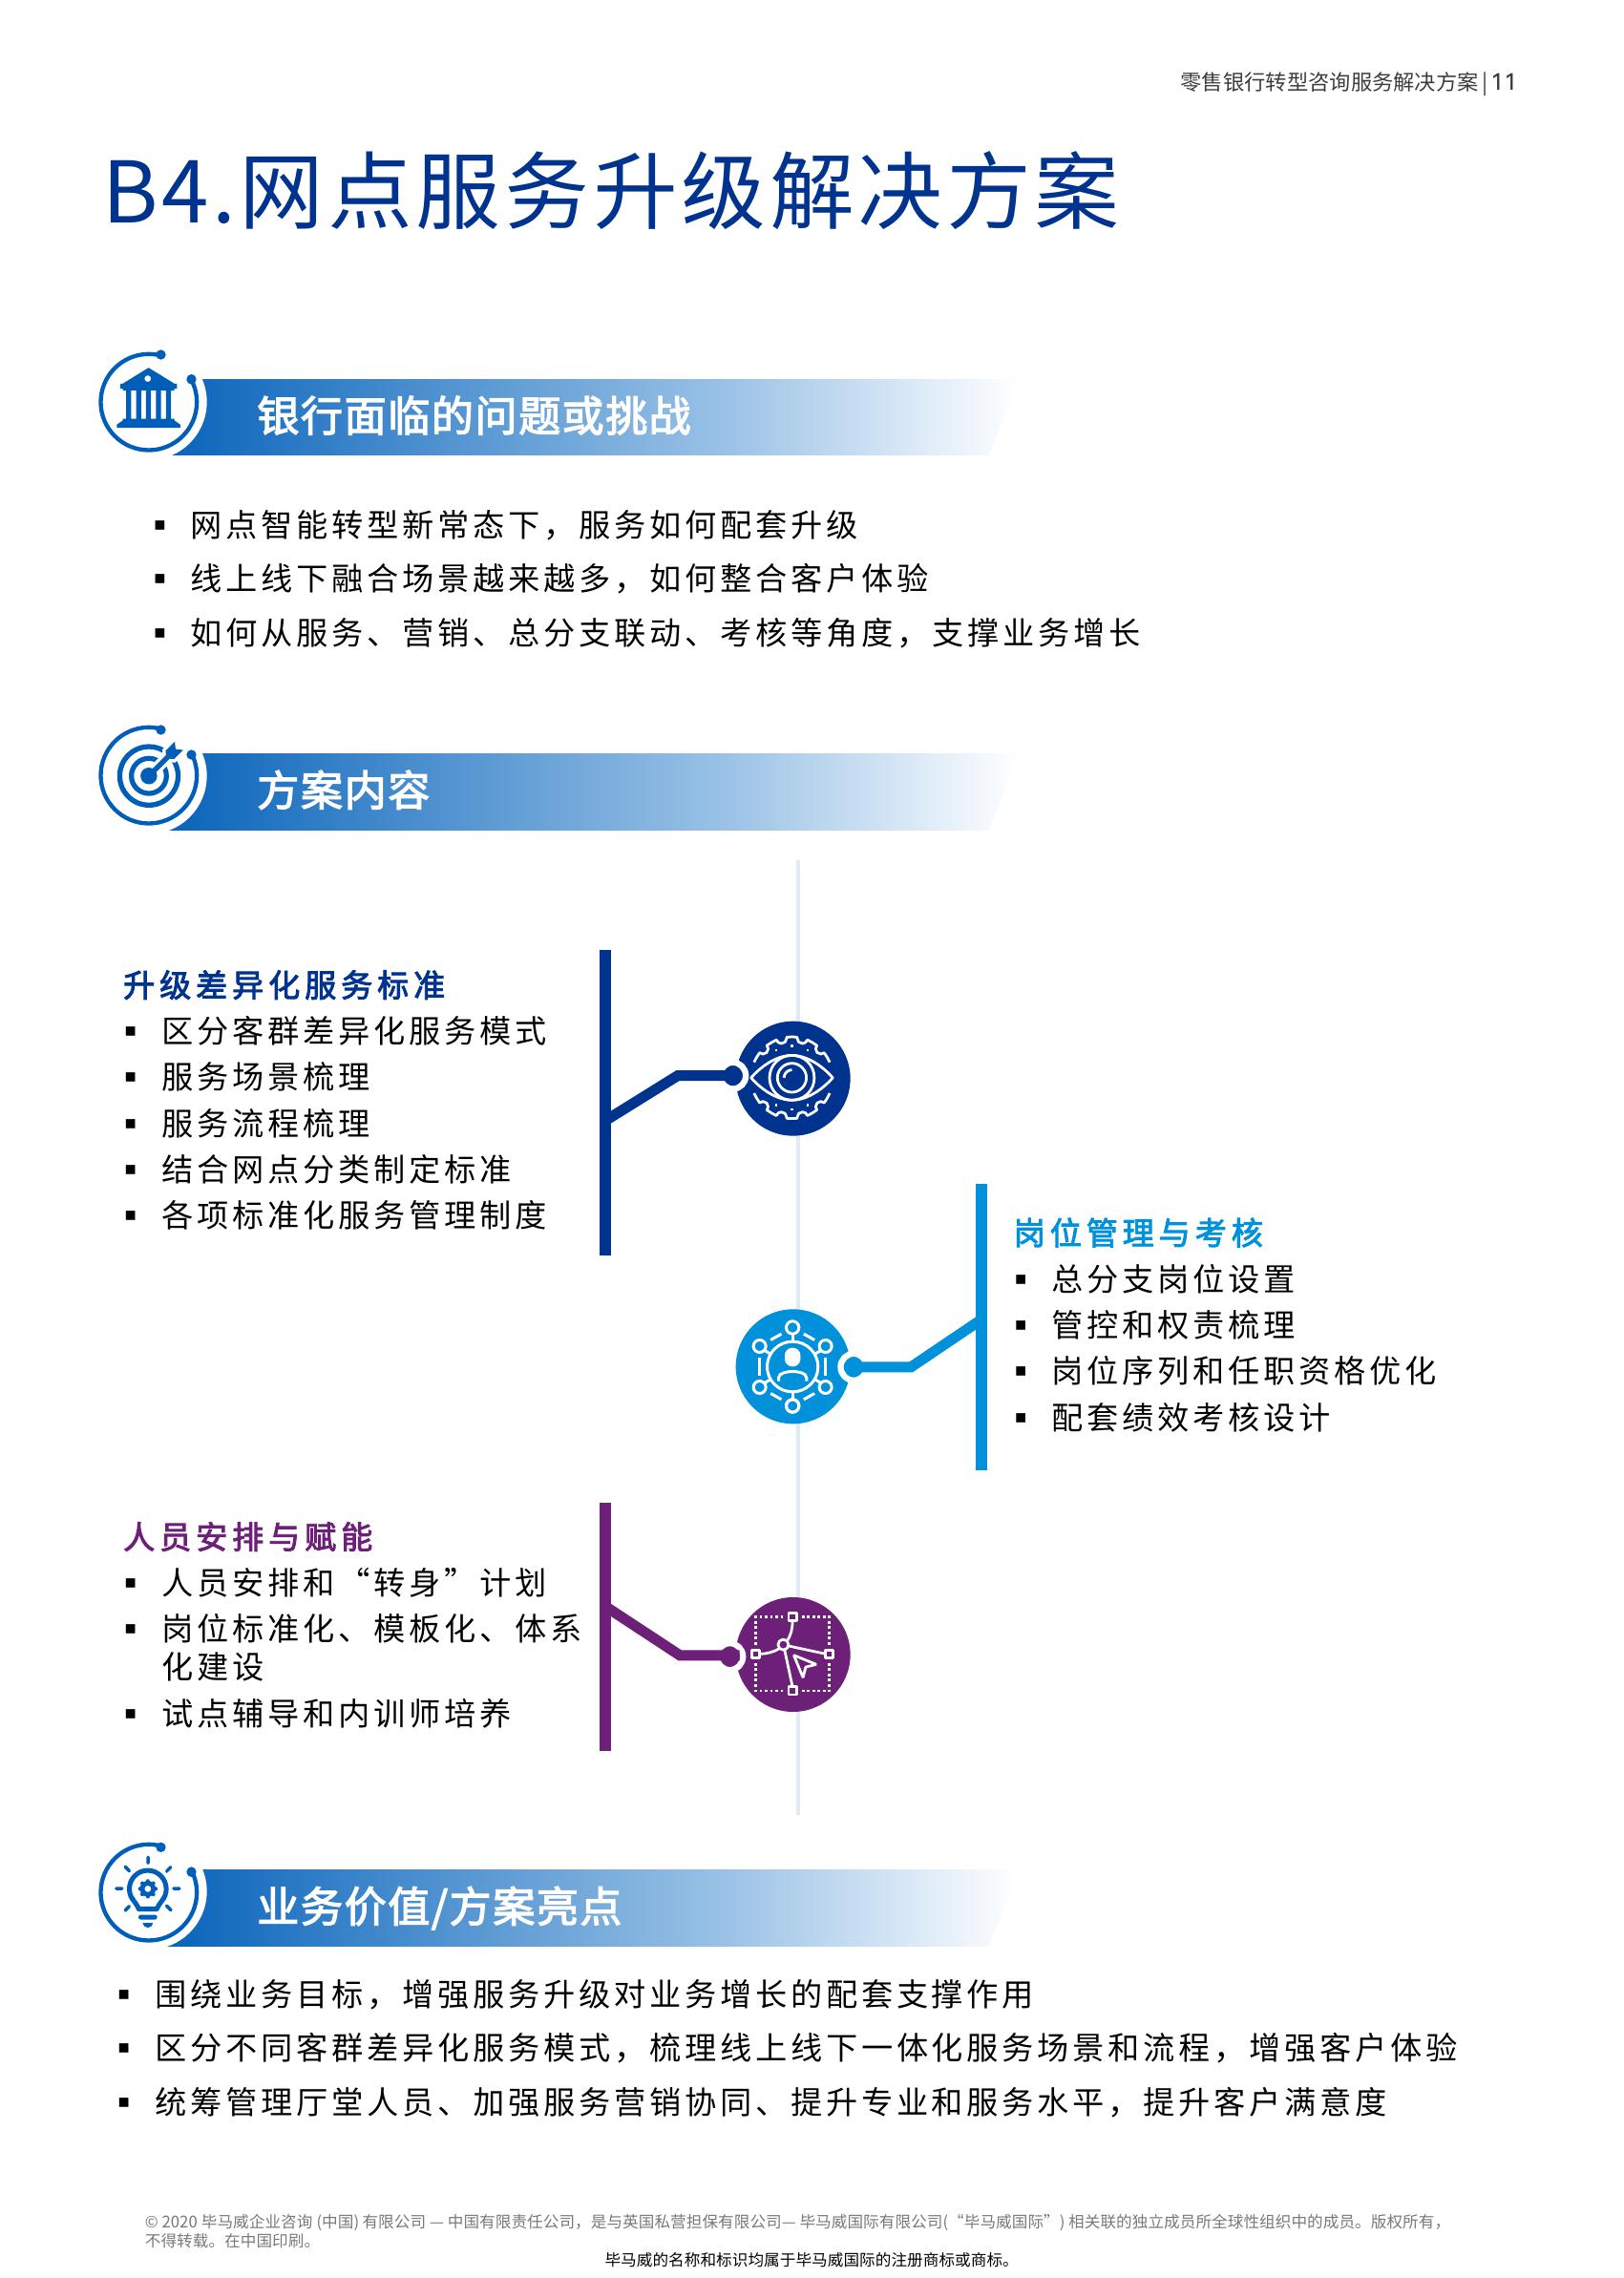 零售银行转型咨询服务解决方案|11
B4.网点服务升级解决方案
银行面临的问题或挑战
▪ 网点智能转型新常态下，服务如何配套升级
▪ 线上线下融合场景越来越多，如何整合客户体验
▪ 如何从服务、营销、总分支联动、考核等角度，支撑业务增长
方案内容
升级差异化服务标准
▪ 区分客群差异化服务模式
▪ 服务场景梳理
▪ 服务流程梳理
▪ 结合网点分类制定标准
▪ 各项标准化服务管理制度
岗位管理与考核
▪ 总分支岗位设置
▪ 管控和权责梳理
▪ 岗位序列和任职资格优化
▪ 配套绩效考核设计
人员安排与赋能
▪ 人员安排和“转身”计划
▪ 岗位标准化、模板化、体系
化建设
▪ 试点辅导和内训师培养
业务价值/方案亮点
▪ 围绕业务目标，增强服务升级对业务增长的配套支撑作用
▪ 区分不同客群差异化服务模式，梳理线上线下一体化服务场景和流程，增强客户体验
▪ 统筹管理厅堂人员、加强服务营销协同、提升专业和服务水平，提升客户满意度
© 2020 毕马威企业咨询 (中国) 有限公司 — 中国有限责任公司，是与英国私营担保有限公司— 毕马威国际有限公司(“毕马威国际”) 相关联的独立成员所全球性组织中的成员。版权所有，
不得转载。在中国印刷。
毕马威的名称和标识均属于毕马威国际的注册商标或商标。